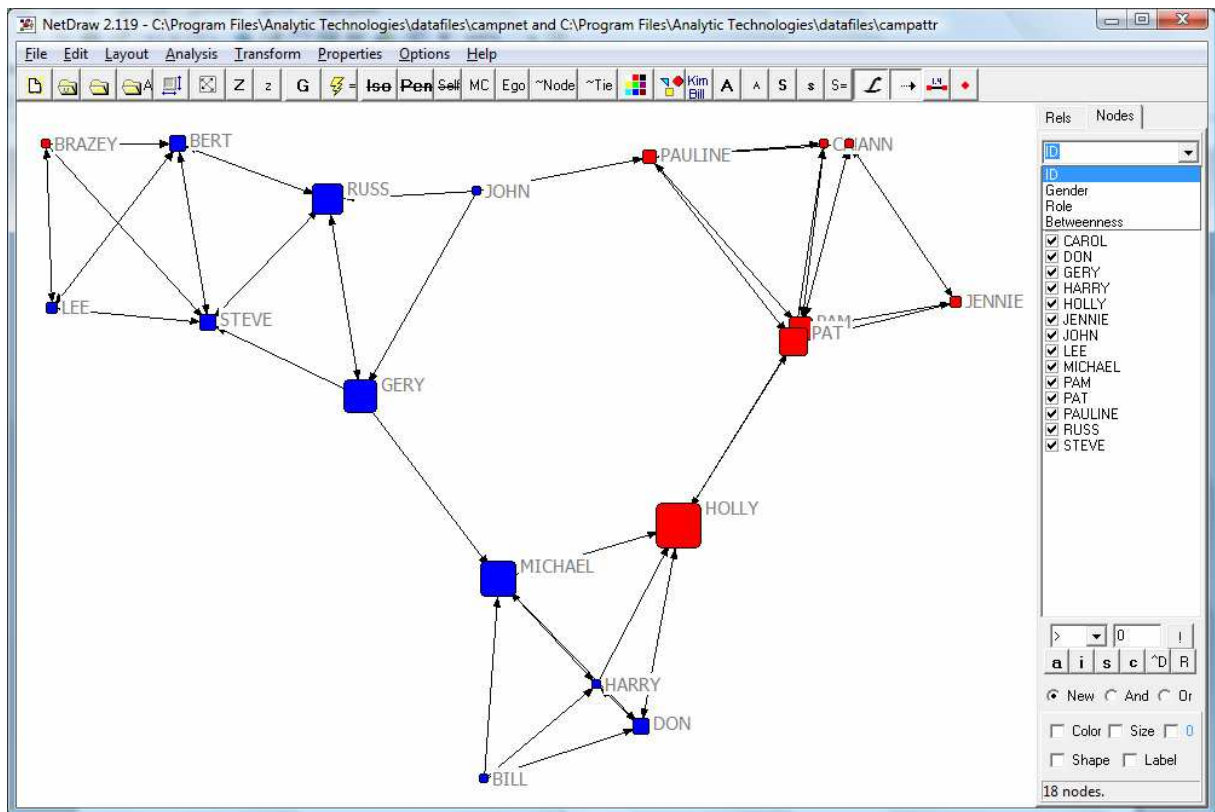 NetDraw 2.119 - C:\Program Files\Analytic Technologies\datafiles\campnet and C:\Program Files\Analytic Technologies\datafiles\campattr
File Edit Layout Analysis Transform Properties Options Help
A Z z G = Iso Pen Self MC Ego ~Node ~Tie Kim Bill A A S s S= L
BRAZEY
BERT
RUSS
JOHN
LEE
STEVE
GERY
PAULINE
ANN
JENNIE
PAM
PAT
HOLLY
MICHAEL
HARRY
DON
BILL
Rels Nodes
ID
ID
Gender
Role
Betweenness
CAROL
DON
GERY
HARRY
HOLLY
JENNIE
JOHN
LEE
MICHAEL
PAM
PAT
PAULINE
RUSS
STEVE
> 0 !
a i s c ^D R
New And Or
Color Size 0
Shape Label
18 nodes.